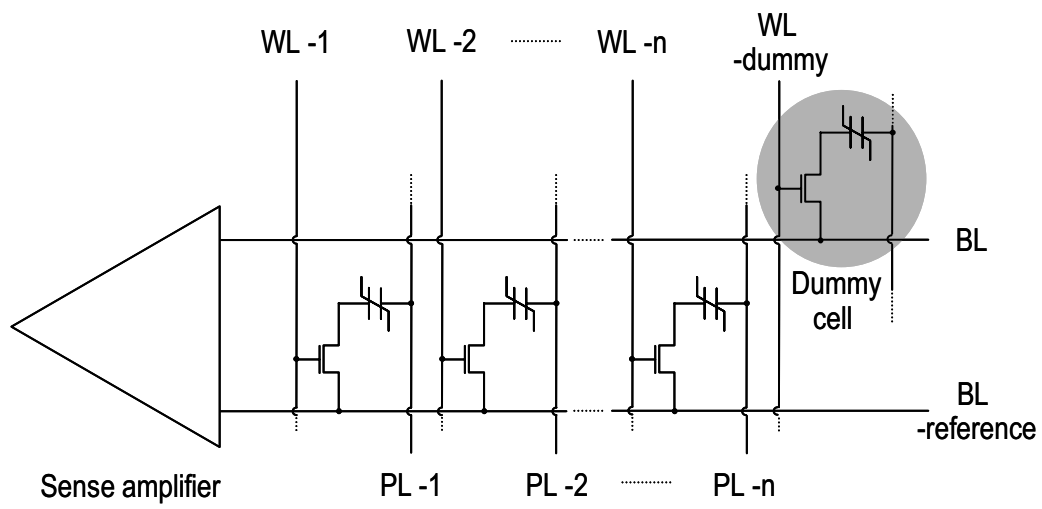 WL -1
WL -2
WL -n
WL
-dummy
BL
Dummy
cell
BL
-reference
Sense amplifier
PL -1
PL -2
PL -n